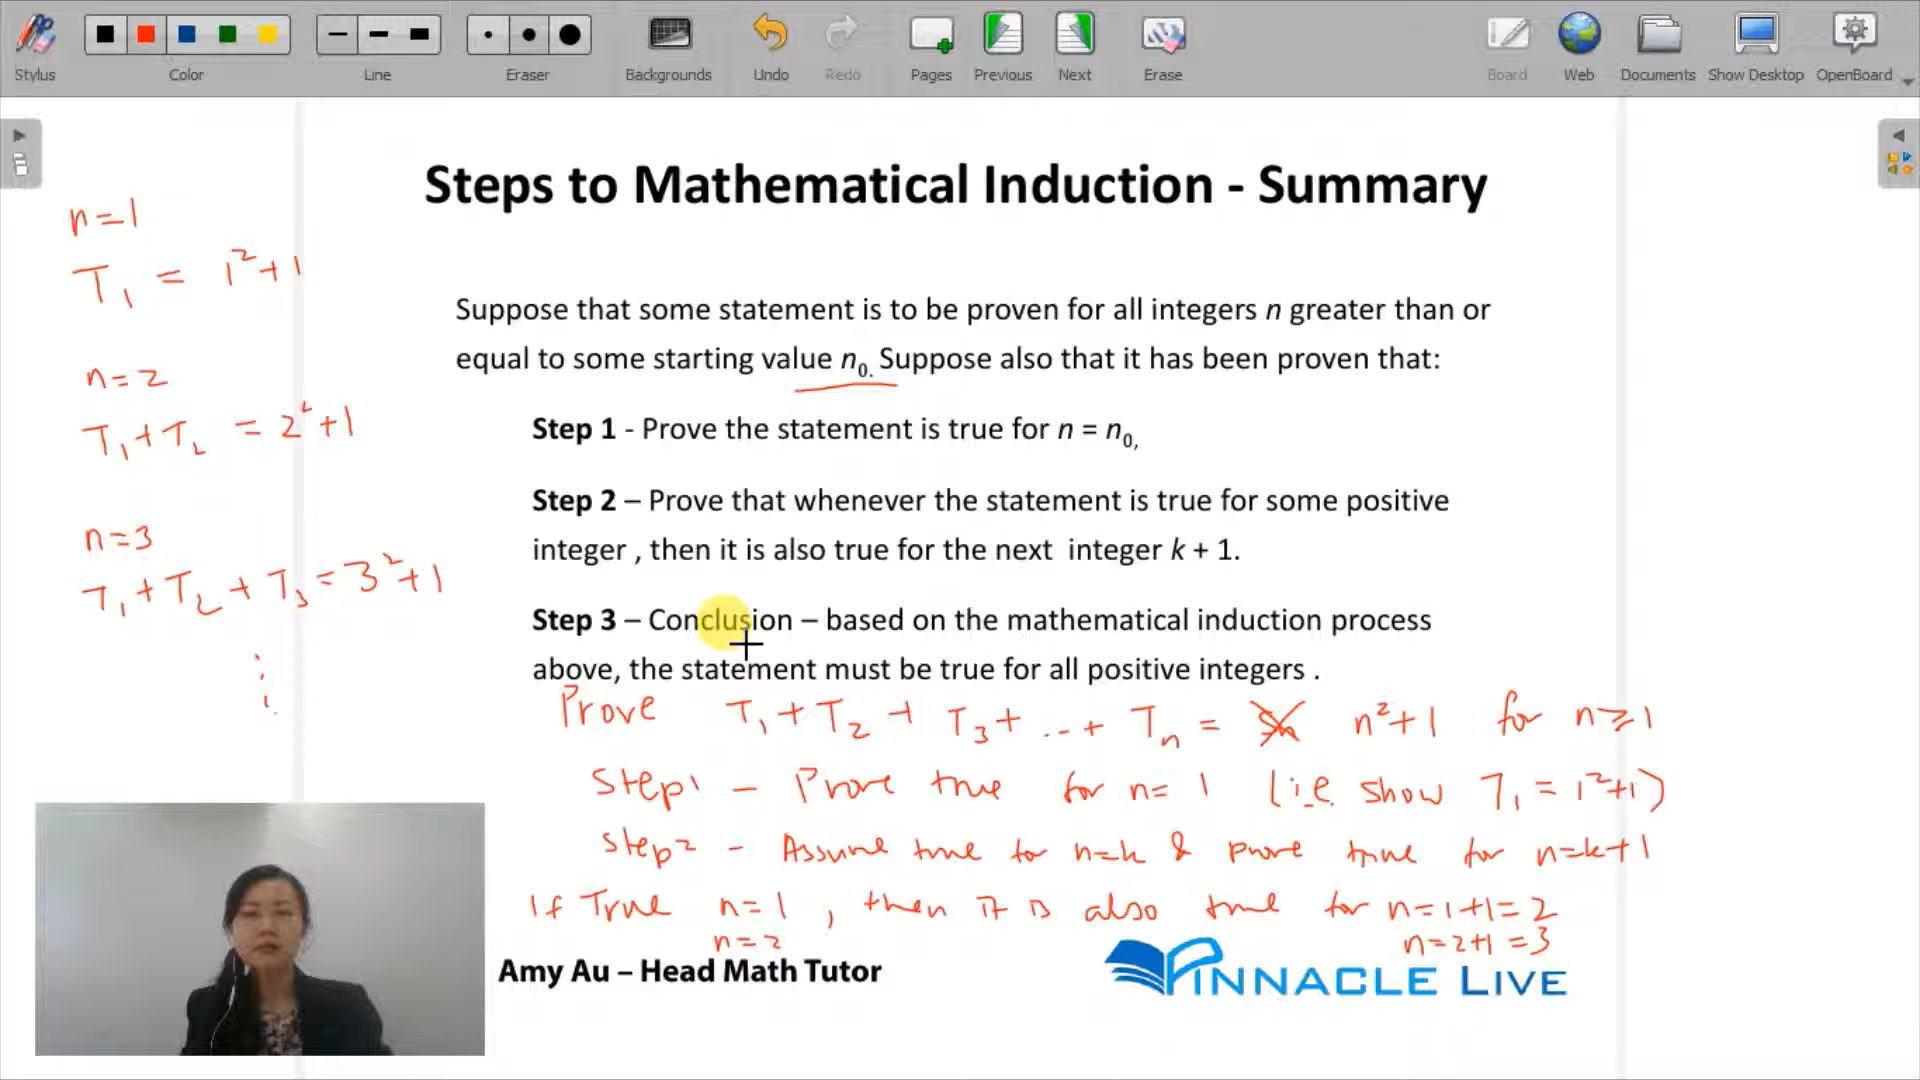 Stylus
Color
Line
Eraser
Backgrounds
Undo
Redo
Pages
Previous
Next
Erase
Board
Web
Documents
Show Desktop
OpenBoard
Steps to Mathematical Induction - Summary
n=1
T₁ = 1²+1
n=2
T₁+T₂ = 2²+1
n=3
T₁+T₂+T₃=3²+1
Suppose that some statement is to be proven for all integers n greater than or
equal to some starting value n₀. Suppose also that it has been proven that:
Step 1 - Prove the statement is true for n = n₀,
Step 2 – Prove that whenever the statement is true for some positive
integer , then it is also true for the next integer k + 1.
Step 3 – Conclusion – based on the mathematical induction process
above, the statement must be true for all positive integers .
Prove T₁+T₂+T₃+...+Tₙ = n²+1 for n≥1
Step1 – Prove true for n=1 (i.e. show T₁=1²+1)
Step2 – Assume true for n=k & prove true for n=k+1
If True n=1, then it is also true for n=1+1=2
n=2 n=2+1=3
Amy Au – Head Math Tutor
PINNACLE LIVE